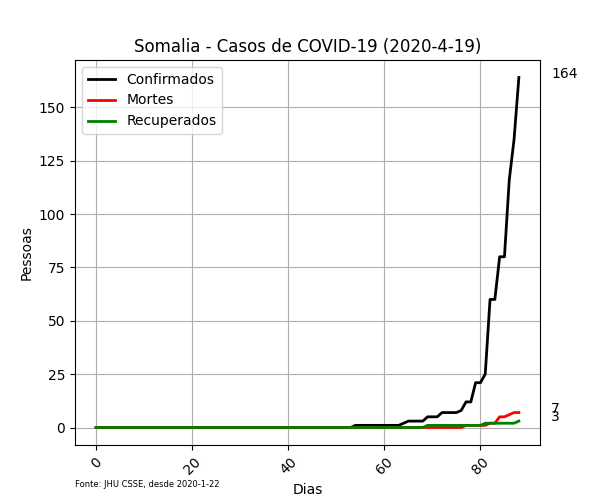 Somalia - Casos de COVID-19 (2020-4-19)
Confirmados
Mortes
Recuperados
164
7
3
150
125
100
75
50
25
0
Pessoas
0
20
40
60
80
Dias
Fonte: JHU CSSE, desde 2020-1-22